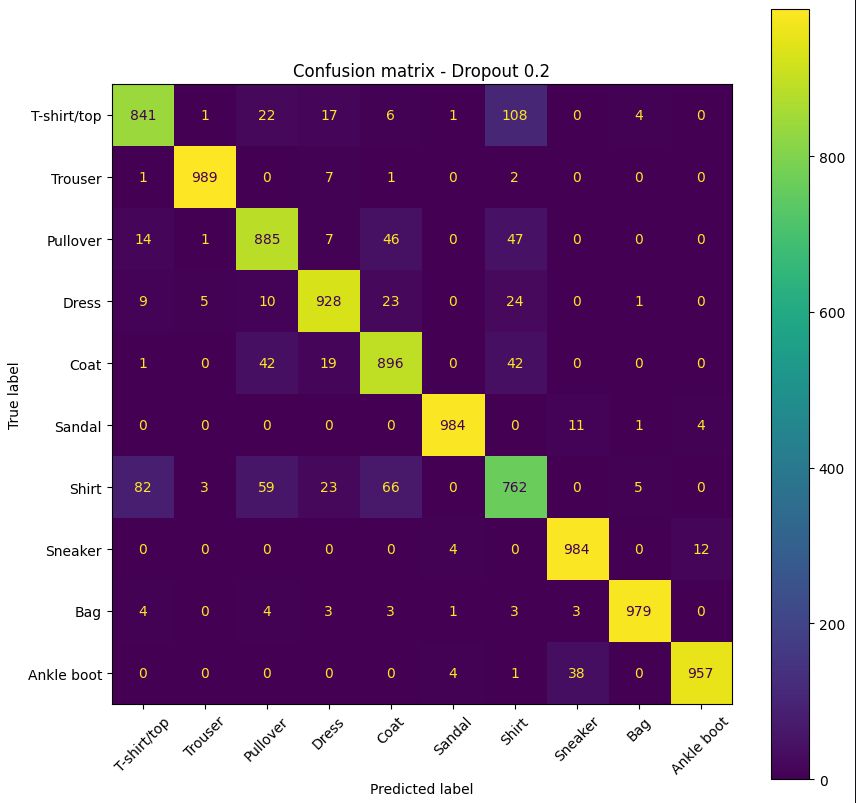 Confusion matrix - Dropout 0.2
T-shirt/top 841 1 22 17 6 1 108 0 4 0
Trouser 1 989 0 7 1 0 2 0 0 0
Pullover 14 1 885 7 46 0 47 0 0 0
Dress 9 5 10 928 23 0 24 0 1 0
Coat 1 0 42 19 896 0 42 0 0 0
Sandal 0 0 0 0 0 984 0 11 1 4
Shirt 82 3 59 23 66 0 762 0 5 0
Sneaker 0 0 0 0 0 4 0 984 0 12
Bag 4 0 4 3 3 1 3 3 979 0
Ankle boot 0 0 0 0 0 4 1 38 0 957
T-shirt/top Trouser Pullover Dress Coat Sandal Shirt Sneaker Bag Ankle boot
Predicted label
True label
800
600
400
200
0